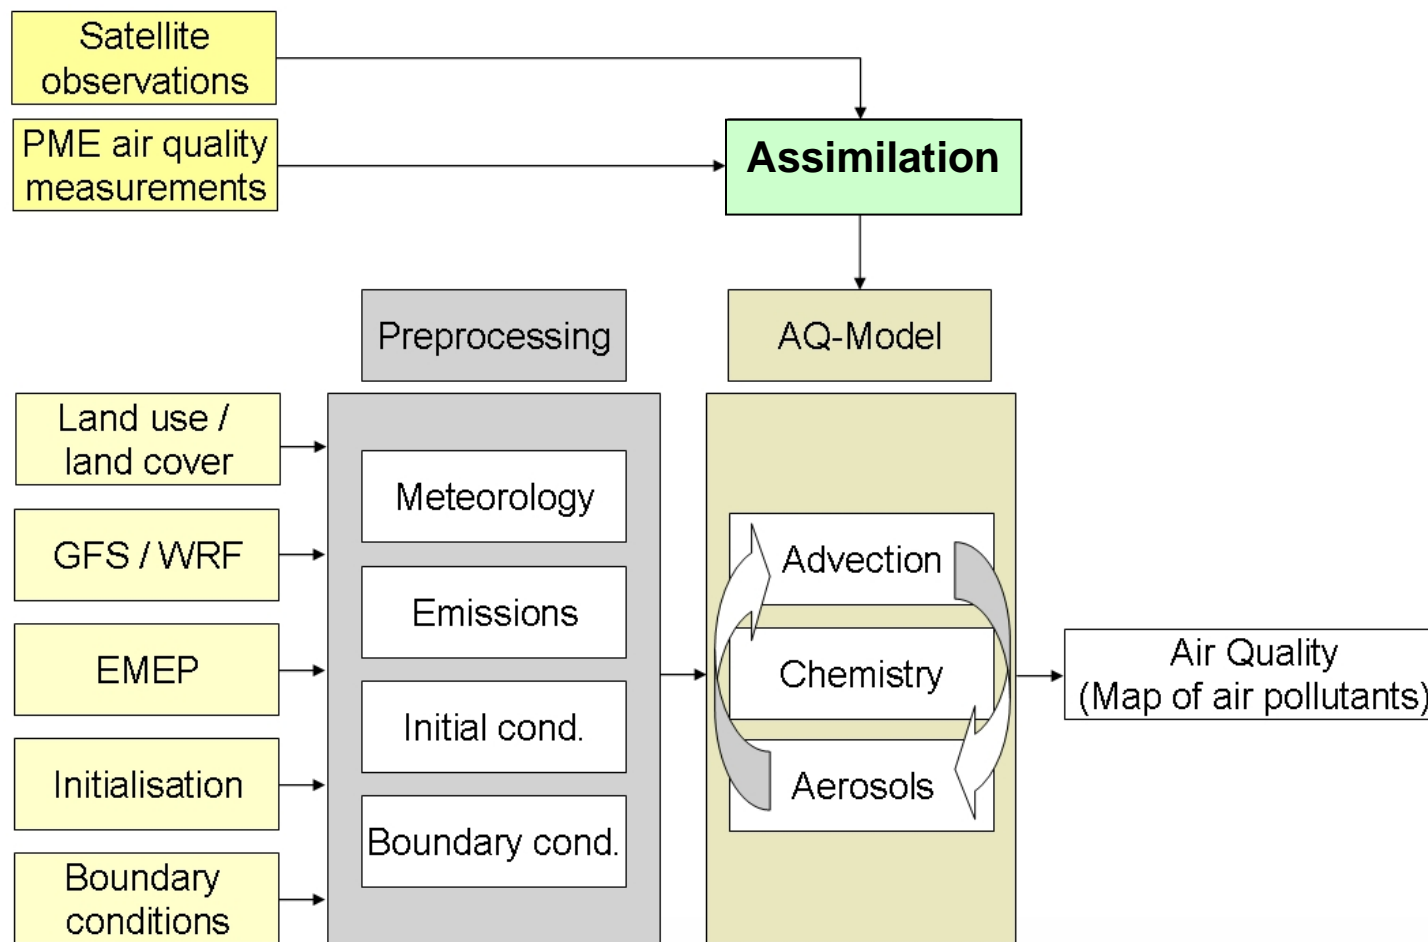 Satellite
observations
PME air quality
measurements
Assimilation
Preprocessing
AQ-Model
Land use /
land cover
GFS / WRF
EMEP
Initialisation
Boundary
conditions
Meteorology
Emissions
Initial cond.
Boundary cond.
Advection
Chemistry
Aerosols
Air Quality
(Map of air pollutants)